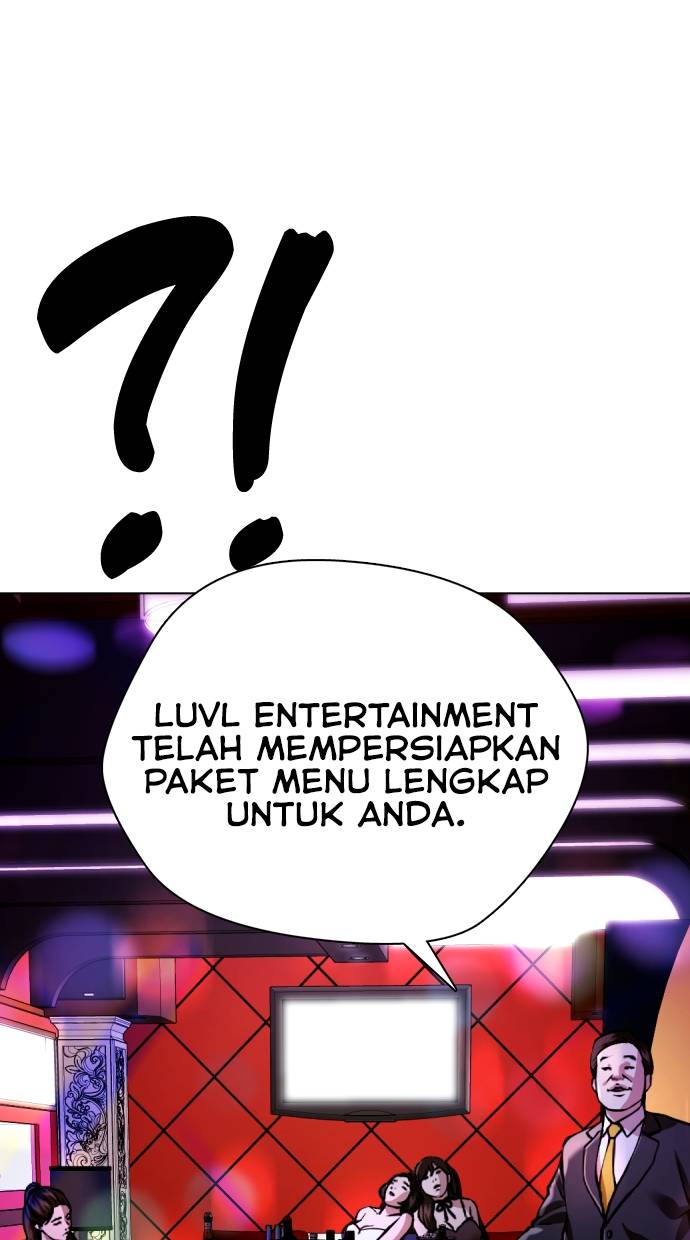 ?!
LUVL ENTERTAINMENT
TELAH MEMPERSIAPKAN
PAKET MENU LENGKAP
UNTUK ANDA.